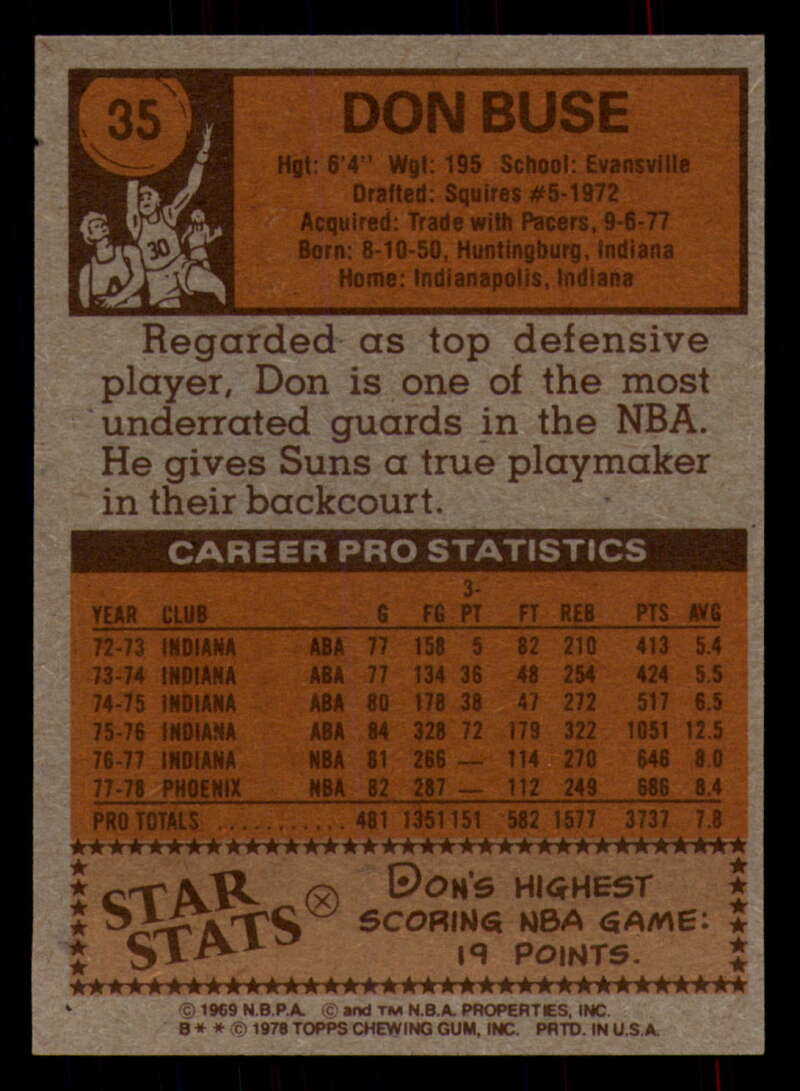 35
DON BUSE
Hgt: 6'4" Wgt: 195 School: Evansville
Drafted: Squires #5-1972
Acquired: Trade with Pacers, 9-6-77
Born: 8-10-50, Huntingburg, Indiana
Home: Indianapolis, Indiana
30
Regarded as top defensive
player, Don is one of the most
underrated guards in the NBA.
He gives Suns a true playmaker
in their backcourt.
CAREER PRO STATISTICS
YEAR CLUB G FG 3-PT FT REB PTS AVG
72-73 INDIANA ABA 77 158 5 82 210 413 5.4
73-74 INDIANA ABA 77 134 36 48 254 424 5.5
74-75 INDIANA ABA 80 178 38 47 272 517 6.5
75-76 INDIANA ABA 84 328 72 179 322 1051 12.5
76-77 INDIANA NBA 81 266 — 114 270 646 8.0
77-78 PHOENIX NBA 82 287 — 112 249 686 8.4
PRO TOTALS ............ 481 1351 151 582 1577 3737 7.8
STAR
STATS
DON'S HIGHEST
SCORING NBA GAME:
19 POINTS.
© 1969 N.B.P.A. © and TM N.B.A. PROPERTIES, INC.
B * * © 1978 TOPPS CHEWING GUM, INC. PRTD. IN U.S.A.